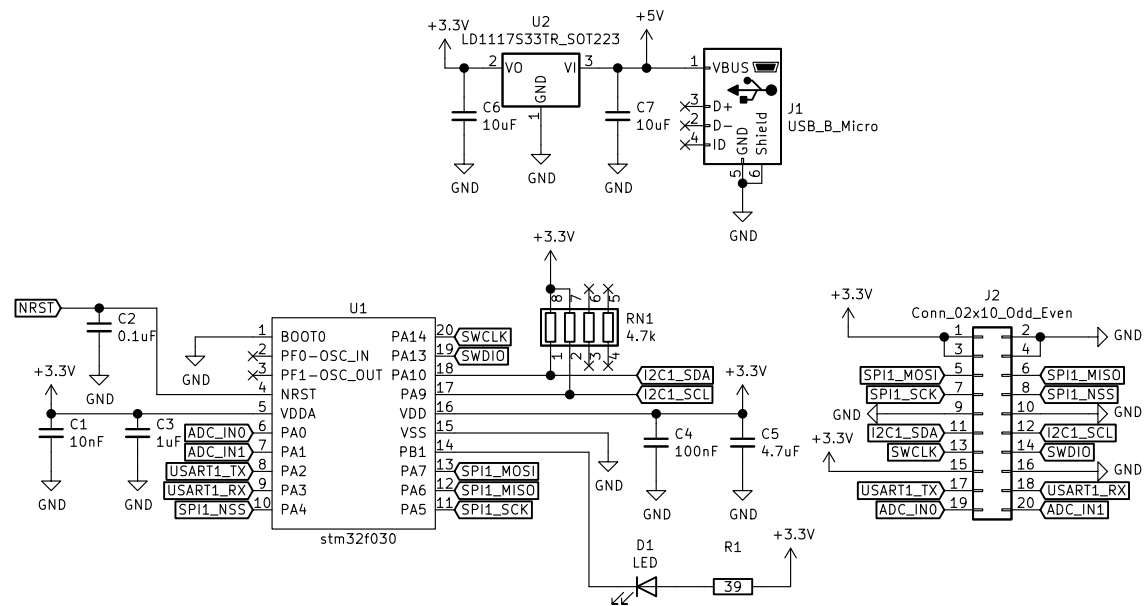 +3.3V
U2
LD1117S33TR_SOT223
+5V
2 VO VI 3
GND
1
C6
10uF
C7
10uF
1 VBUS
3 D+
2 D-
4 ID
GND
Shield
5
6
J1
USB_B_Micro
GND
GND
GND
GND
+3.3V
NRST
C2
0.1uF
GND
GND
+3.3V
C1
10nF
C3
1uF
GND
GND
U1
1 BOOT0
2 PF0-OSC_IN
3 PF1-OSC_OUT
4 NRST
5 VDDA
ADC_IN0 6 PA0
ADC_IN1 7 PA1
USART1_TX 8 PA2
USART1_RX 9 PA3
SPI1_NSS 10 PA4
PA14 20 SWCLK
PA13 19 SWDIO
PA10 18 I2C1_SDA
PA9 17 I2C1_SCL
VDD 16
VSS 15
PB1 14
PA7 13 SPI1_MOSI
PA6 12 SPI1_MISO
PA5 11 SPI1_SCK
stm32f030
8 7 6 5
RN1
4.7k
1 2 3 4
+3.3V
C4
100nF
C5
4.7uF
GND
GND
GND
D1
LED
R1
39
+3.3V
J2
Conn_02x10_Odd_Even
+3.3V
1 2 GND
3 4
SPI1_MOSI 5 6 SPI1_MISO
SPI1_SCK 7 8 SPI1_NSS
GND 9 10 GND
I2C1_SDA 11 12 I2C1_SCL
SWCLK 13 14 SWDIO
+3.3V
15 16 GND
USART1_TX 17 18 USART1_RX
ADC_IN0 19 20 ADC_IN1